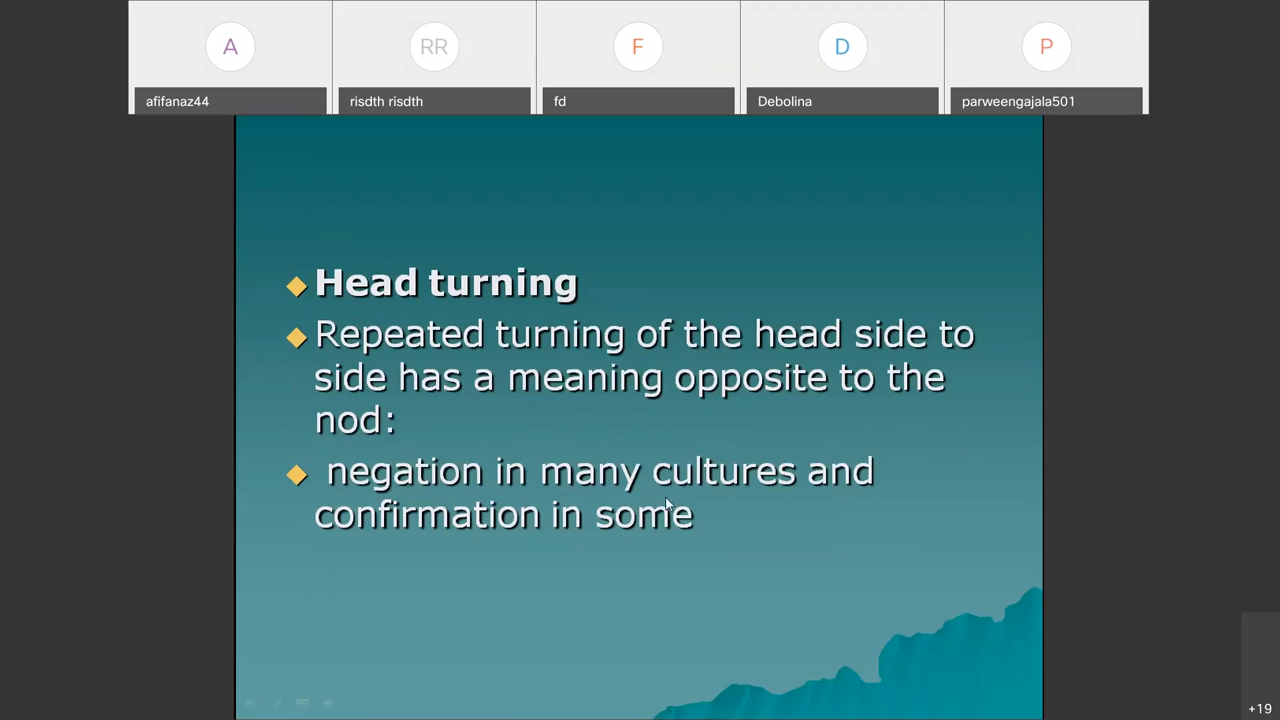 A
RR
F
D
P
afifanaz44
risdth risdth
fd
Debolina
parweengajala501
Head turning
Repeated turning of the head side to
side has a meaning opposite to the
nod:
negation in many cultures and
confirmation in some
+19